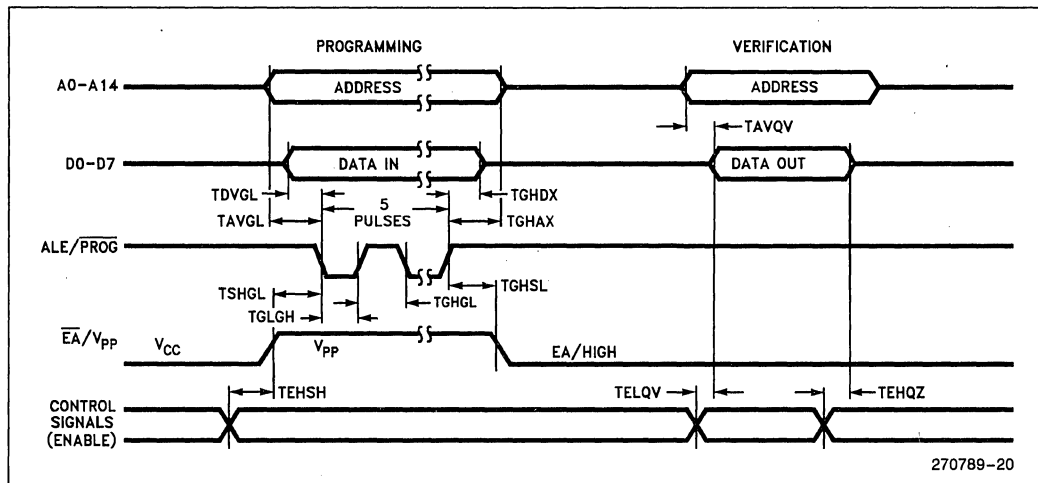 PROGRAMMING VERIFICATION
A0–A14 ADDRESS ADDRESS
TAVQV
D0–D7 DATA IN DATA OUT
TDVGL 5 PULSES TGHDX
TAVGL TGHAX
ALE/PROG
TSHGL TGHGL TGHSL
TGLGH
EA/VPP VCC VPP EA/HIGH
TEHSH TELQV TEHQZ
CONTROL
SIGNALS
(ENABLE)
270789–20